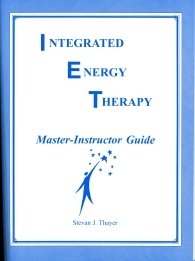 INTEGRATED
ENERGY
THERAPY
Master-Instructor Guide
Stevan J. Thayer